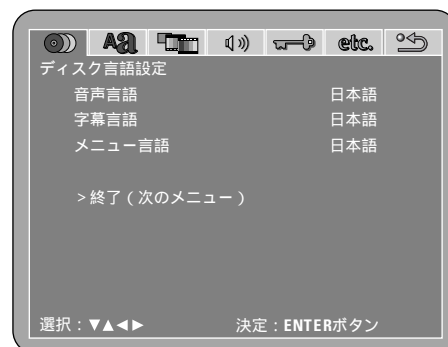 Aあ etc.
ディスク言語設定
音声言語 日本語
字幕言語 日本語
メニュー言語 日本語
>終了(次のメニュー)
選択:▼▲◀▶ 決定:ENTERボタン